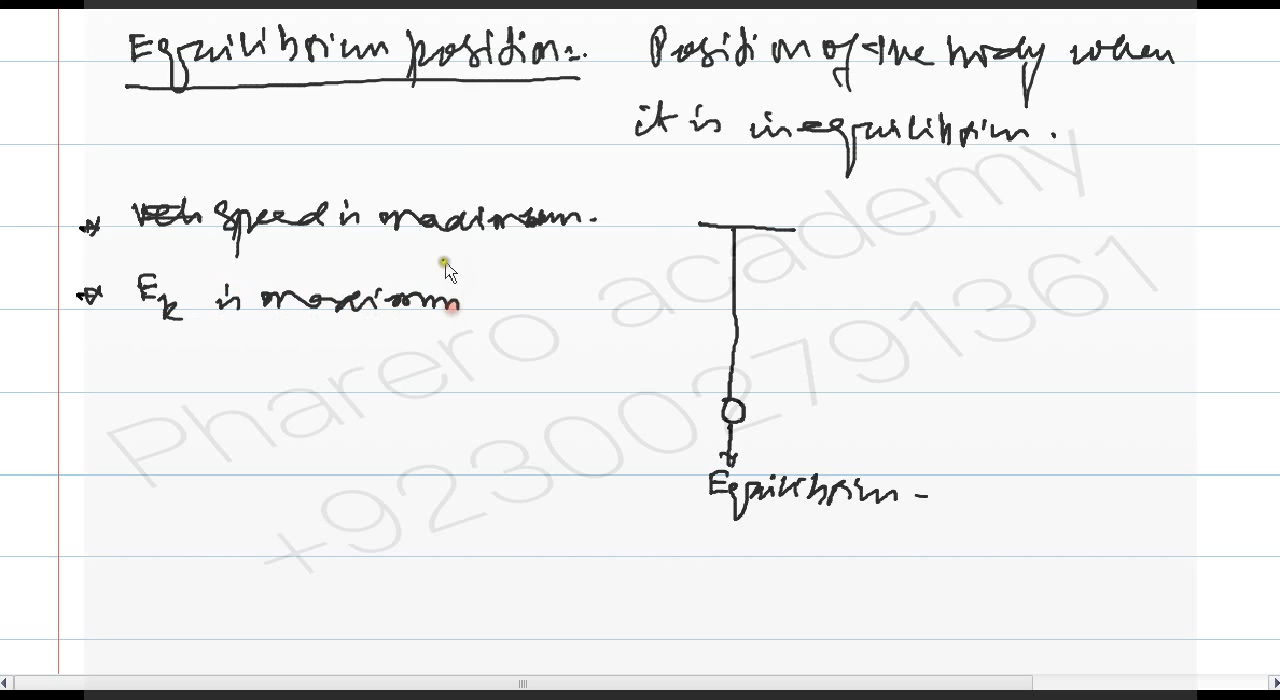 Equilibrium position:. Position of the body when
it is in equilibrium.
Speed is maximum.
Ek is maximum
Equilibrium -
Pharero academy
+923002791361